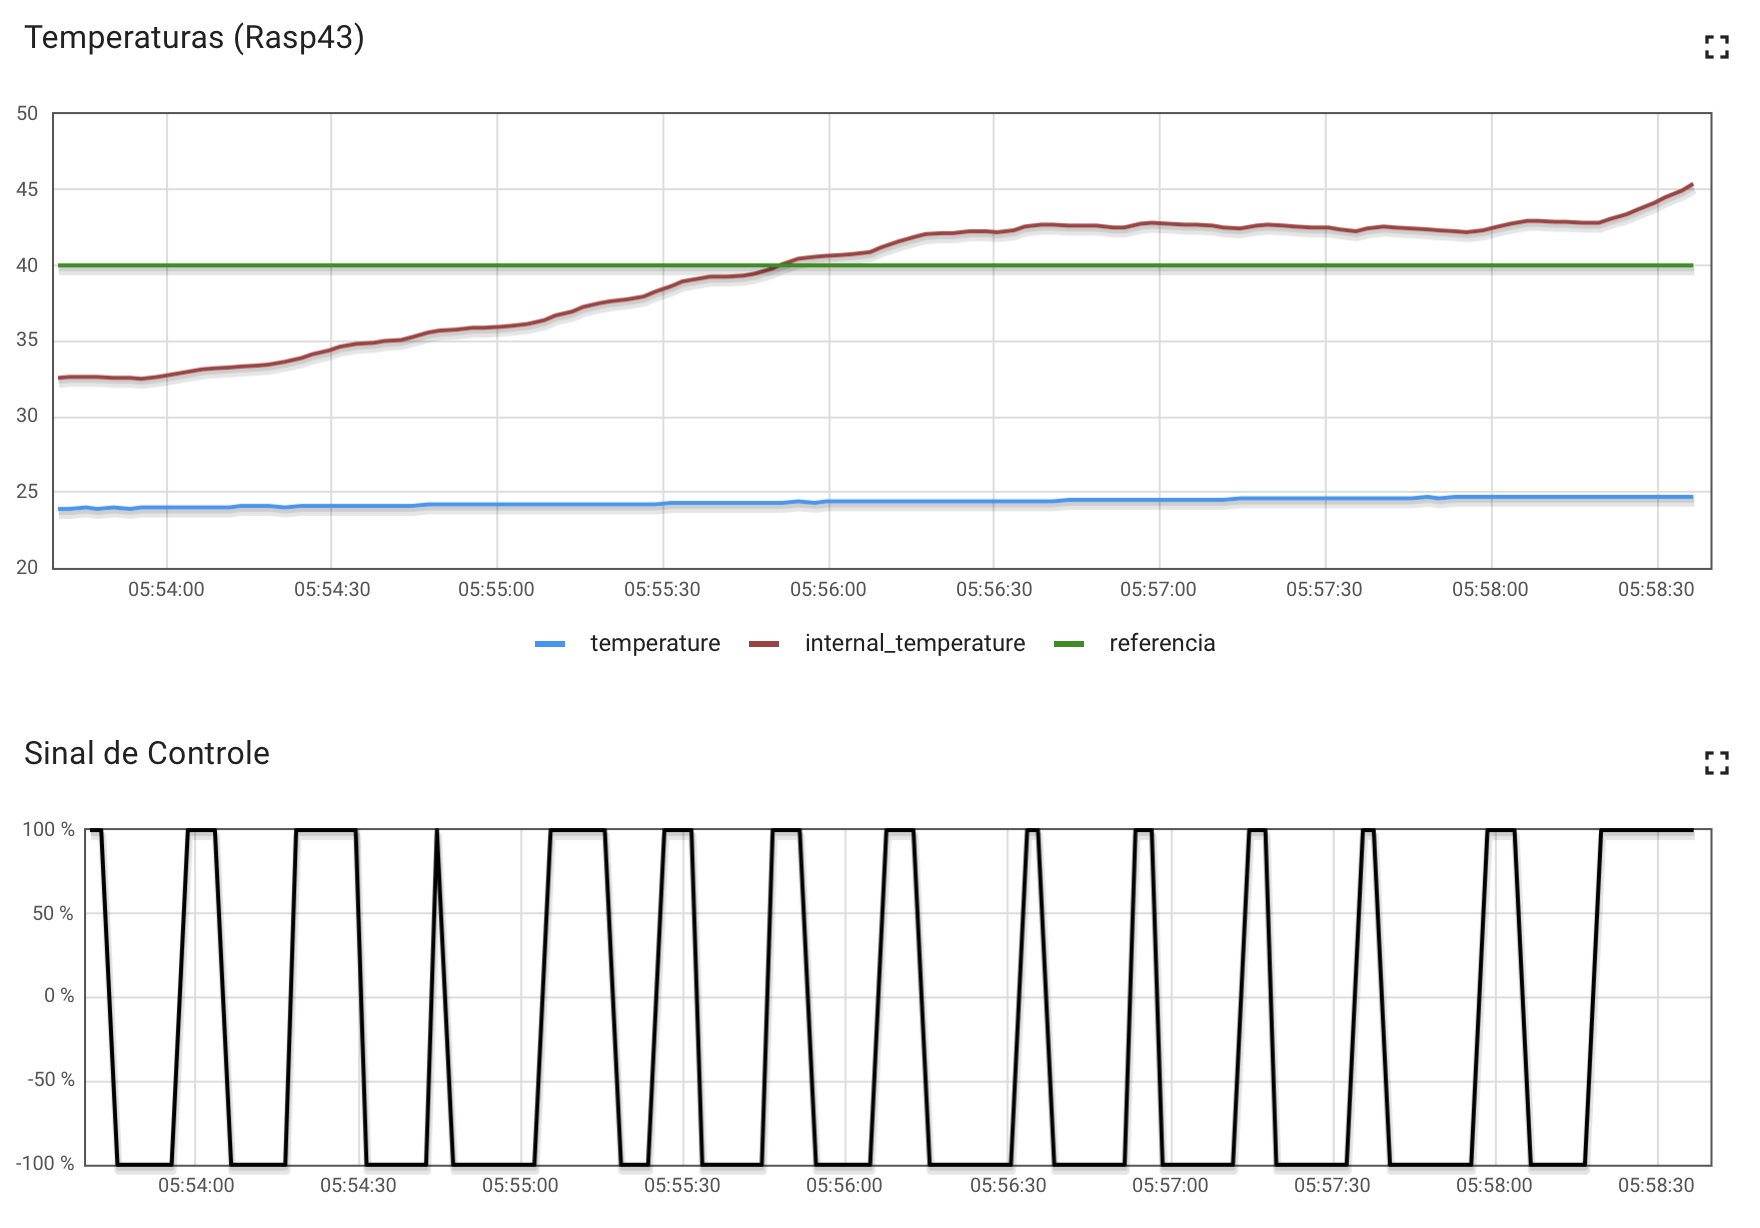 Temperaturas (Rasp43)
50
45
40
35
30
25
20
05:54:00 05:54:30 05:55:00 05:55:30 05:56:00 05:56:30 05:57:00 05:57:30 05:58:00 05:58:30
temperature internal_temperature referencia
Sinal de Controle
100 %
50 %
0 %
-50 %
-100 %
05:54:00 05:54:30 05:55:00 05:55:30 05:56:00 05:56:30 05:57:00 05:57:30 05:58:00 05:58:30